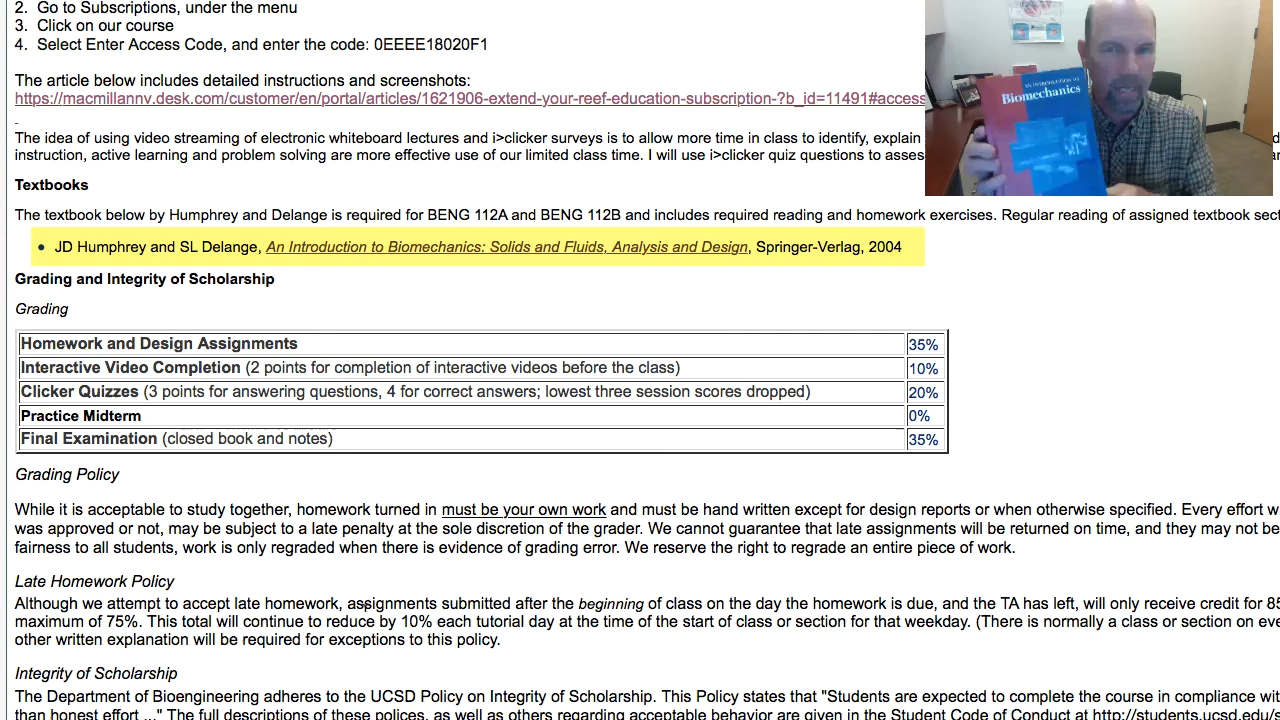 2. Go to Subscriptions, under the menu
3. Click on our course
4. Select Enter Access Code, and enter the code: 0EEEE18020F1
The article below includes detailed instructions and screenshots:
https://macmillannv.desk.com/customer/en/portal/articles/1621906-extend-your-reef-education-subscription-?b_id=11491#access
AN INTRODUCTION TO
Biomechanics
The idea of using video streaming of electronic whiteboard lectures and i>clicker surveys is to allow more time in class to identify, explain
instruction, active learning and problem solving are more effective use of our limited class time. I will use i>clicker quiz questions to asses
Textbooks
The textbook below by Humphrey and Delange is required for BENG 112A and BENG 112B and includes required reading and homework exercises. Regular reading of assigned textbook sect
• JD Humphrey and SL Delange, An Introduction to Biomechanics: Solids and Fluids, Analysis and Design, Springer-Verlag, 2004
Grading and Integrity of Scholarship
Grading
Homework and Design Assignments 35%
Interactive Video Completion (2 points for completion of interactive videos before the class) 10%
Clicker Quizzes (3 points for answering questions, 4 for correct answers; lowest three session scores dropped) 20%
Practice Midterm 0%
Final Examination (closed book and notes) 35%
Grading Policy
While it is acceptable to study together, homework turned in must be your own work and must be hand written except for design reports or when otherwise specified. Every effort w
was approved or not, may be subject to a late penalty at the sole discretion of the grader. We cannot guarantee that late assignments will be returned on time, and they may not be
fairness to all students, work is only regraded when there is evidence of grading error. We reserve the right to regrade an entire piece of work.
Late Homework Policy
Although we attempt to accept late homework, assignments submitted after the beginning of class on the day the homework is due, and the TA has left, will only receive credit for 85
maximum of 75%. This total will continue to reduce by 10% each tutorial day at the time of the start of class or section for that weekday. (There is normally a class or section on eve
other written explanation will be required for exceptions to this policy.
Integrity of Scholarship
The Department of Bioengineering adheres to the UCSD Policy on Integrity of Scholarship. This Policy states that "Students are expected to complete the course in compliance wit
than honest effort ..." The full descriptions of these polices, as well as others regarding acceptable behavior are given in the Student Code of Conduct at http://students.ucsd.edu/s